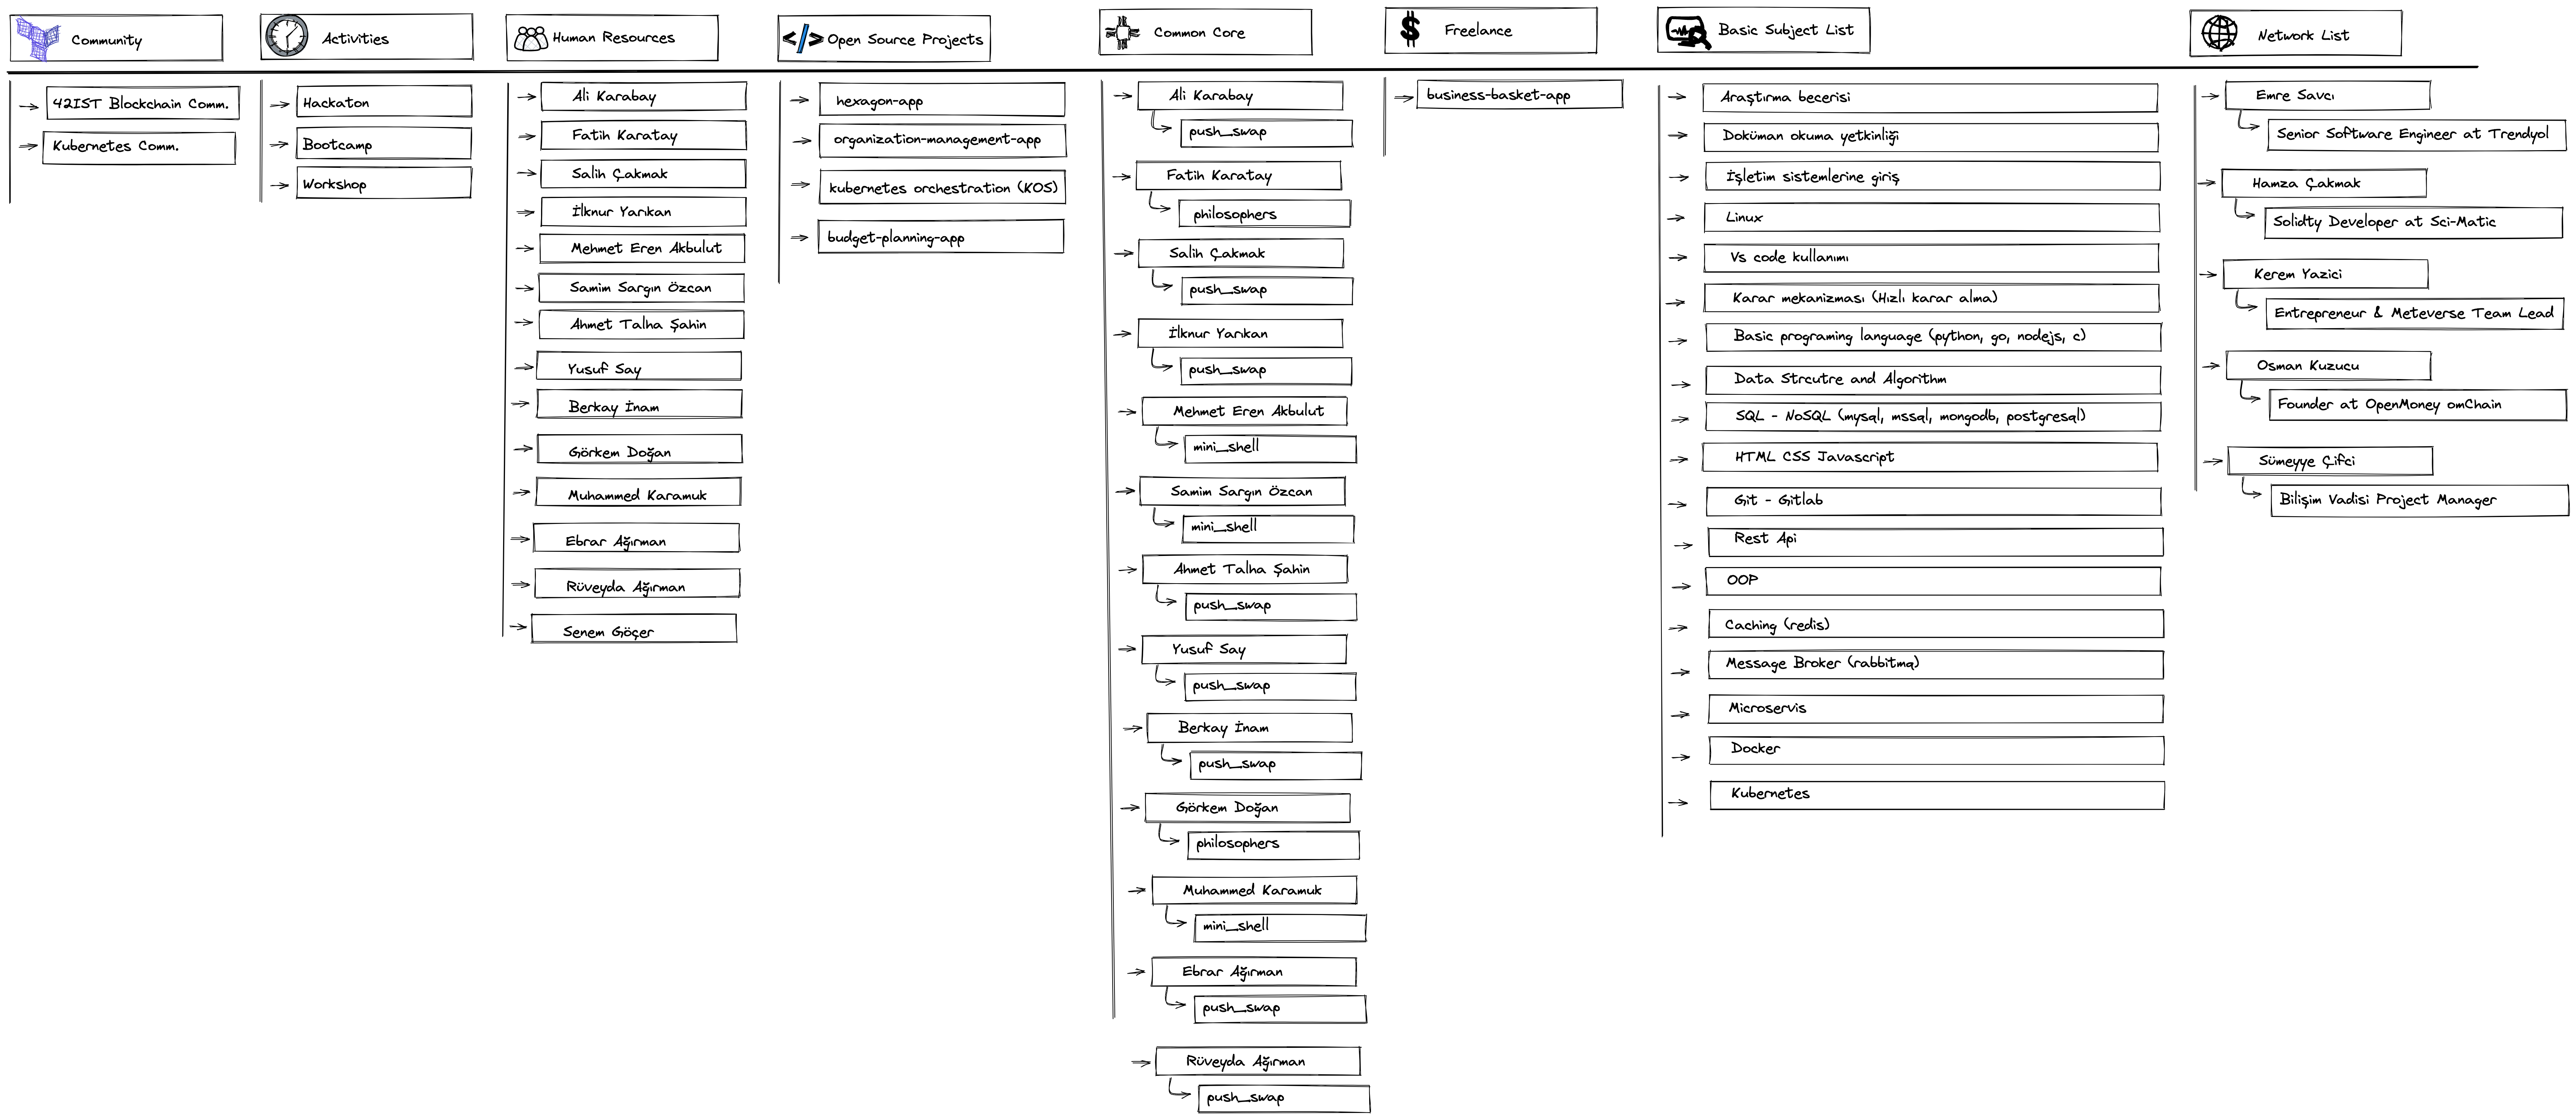 Community
42IST Blockchain Comm.
Kubernetes Comm.
Activities
Hackaton
Bootcamp
Workshop
Human Resources
Ali Karabay
Fatih Karatay
Salih Çakmak
İlknur Yarıkan
Mehmet Eren Akbulut
Samim Sargın Özcan
Ahmet Talha Şahin
Yusuf Say
Berkay İnam
Görkem Doğan
Muhammed Karamuk
Ebrar Ağırman
Rüveyda Ağırman
Senem Göçer
</> Open Source Projects
hexagon-app
organization-management-app
kubernetes orchestration (KOS)
budget-planning-app
Common Core
Ali Karabay
push_swap
Fatih Karatay
philosophers
Salih Çakmak
push_swap
İlknur Yarıkan
push_swap
Mehmet Eren Akbulut
mini_shell
Samim Sargın Özcan
mini_shell
Ahmet Talha Şahin
push_swap
Yusuf Say
push_swap
Berkay İnam
push_swap
Görkem Doğan
philosophers
Muhammed Karamuk
mini_shell
Ebrar Ağırman
push_swap
Rüveyda Ağırman
push_swap
$ Freelance
business-basket-app
Basic Subject List
Araştırma becerisi
Doküman okuma yetkinliği
İşletim sistemlerine giriş
Linux
Vs code kullanımı
Karar mekanizması (Hızlı karar alma)
Basic programing language (python, go, nodejs, c)
Data Strcutre and Algorithm
SQL - NoSQL (mysql, mssql, mongodb, postgresql)
HTML CSS Javascript
Git - Gitlab
Rest Api
OOP
Caching (redis)
Message Broker (rabbitmq)
Microservis
Docker
Kubernetes
Network List
Emre Savcı
Senior Software Engineer at Trendyol
Hamza Çakmak
Solidty Developer at Sci-Matic
Kerem Yazici
Entrepreneur & Meteverse Team Lead
Osman Kuzucu
Founder at OpenMoney omChain
Sümeyye Çifci
Bilişim Vadisi Project Manager